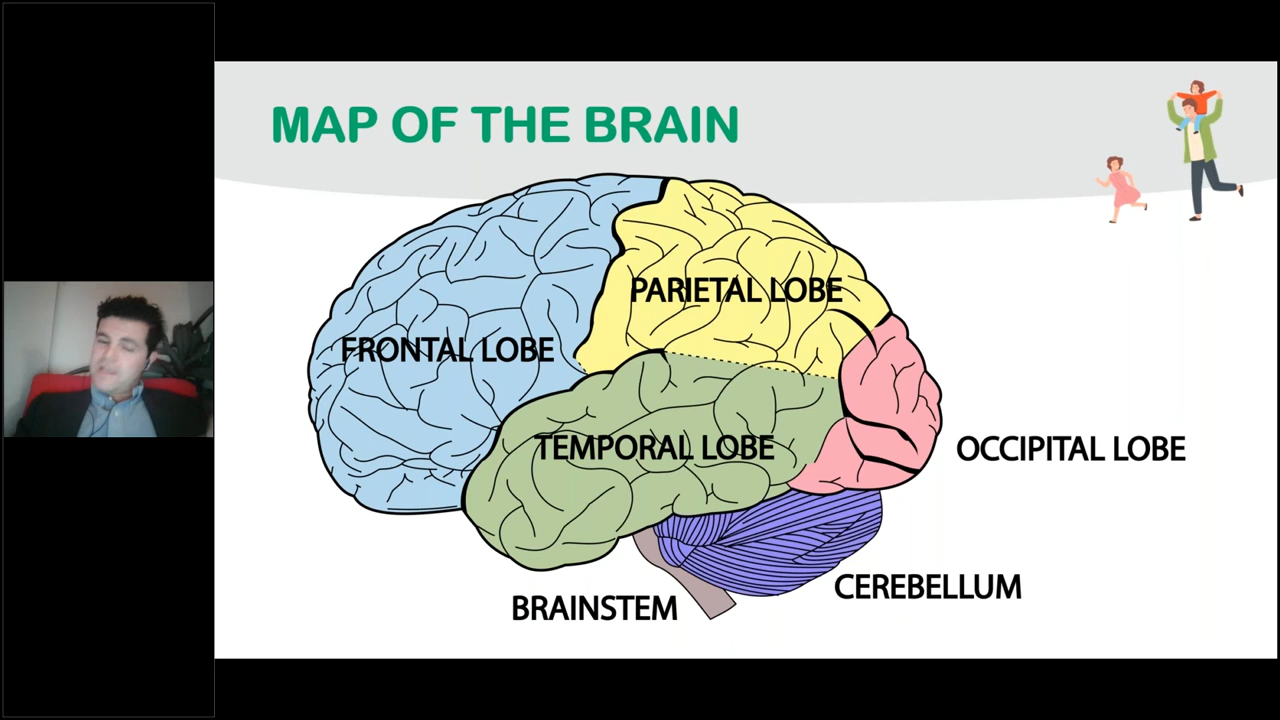 MAP OF THE BRAIN
PARIETAL LOBE
FRONTAL LOBE
TEMPORAL LOBE
OCCIPITAL LOBE
CEREBELLUM
BRAINSTEM